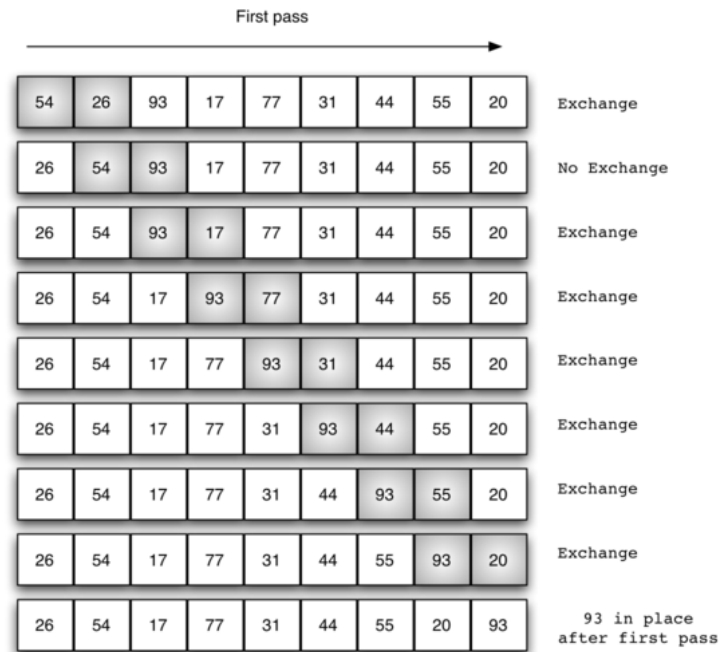 First pass
54 26 93 17 77 31 44 55 20 Exchange
26 54 93 17 77 31 44 55 20 No Exchange
26 54 93 17 77 31 44 55 20 Exchange
26 54 17 93 77 31 44 55 20 Exchange
26 54 17 77 93 31 44 55 20 Exchange
26 54 17 77 31 93 44 55 20 Exchange
26 54 17 77 31 44 93 55 20 Exchange
26 54 17 77 31 44 55 93 20 Exchange
26 54 17 77 31 44 55 20 93 93 in place
after first pass